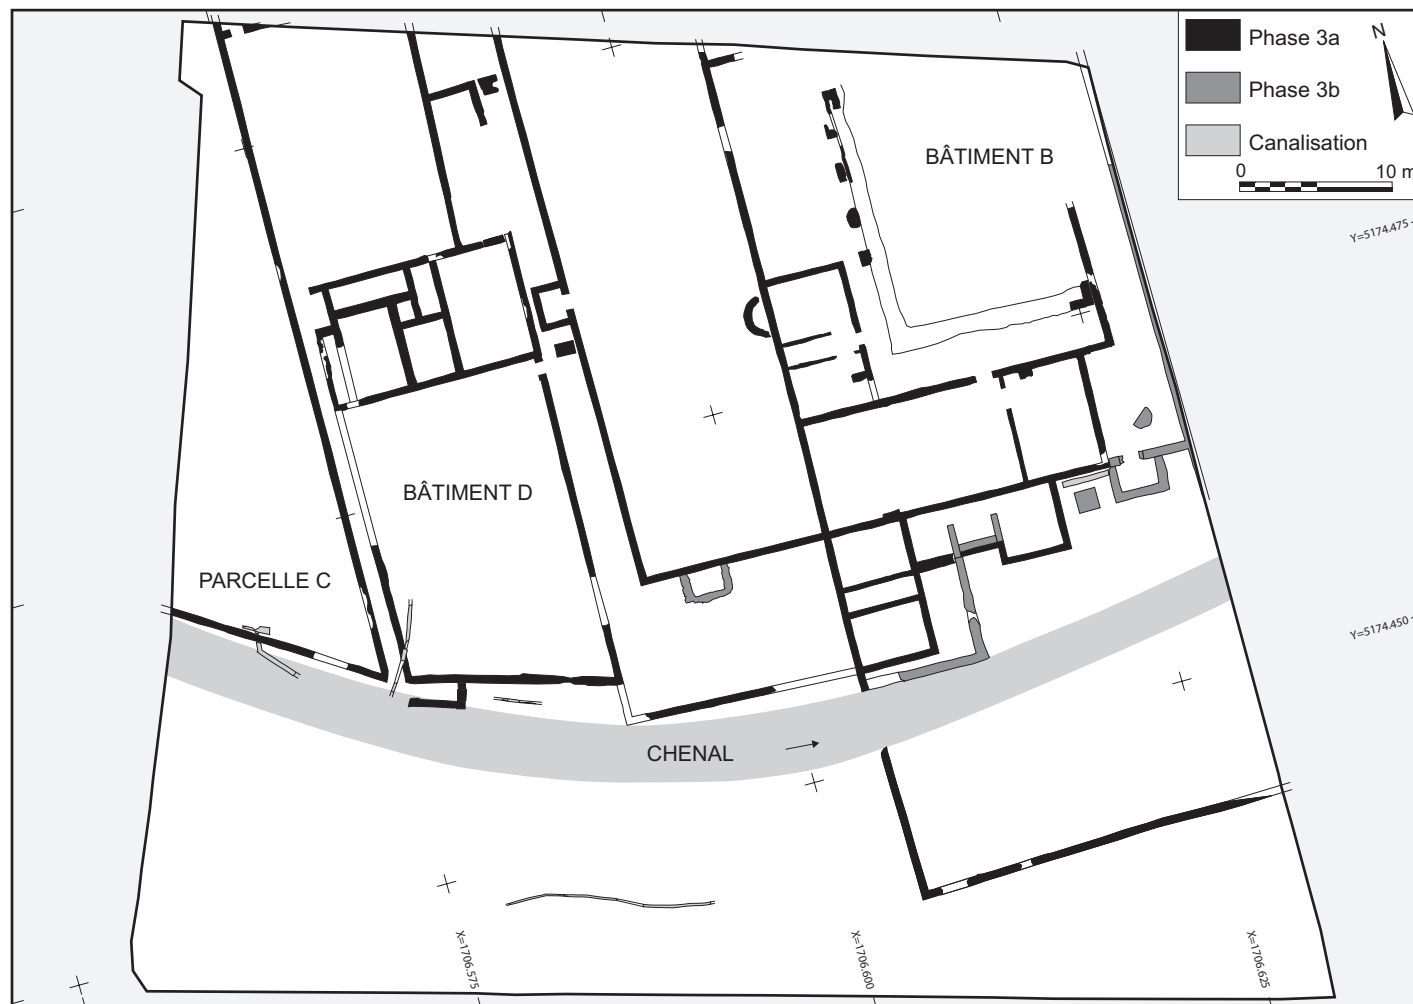 Phase 3a
N
Phase 3b
Canalisation
0 10 m
BÂTIMENT B
Y=5174.475
BÂTIMENT D
PARCELLE C
Y=5174.450
CHENAL
X=1706.575
X=1706.600
X=1706.625